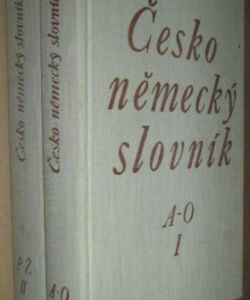 Česko
německý
slovník
A-O
I
Česko německý slovník
P-Ž
II
Česko-německý slovník
A-O